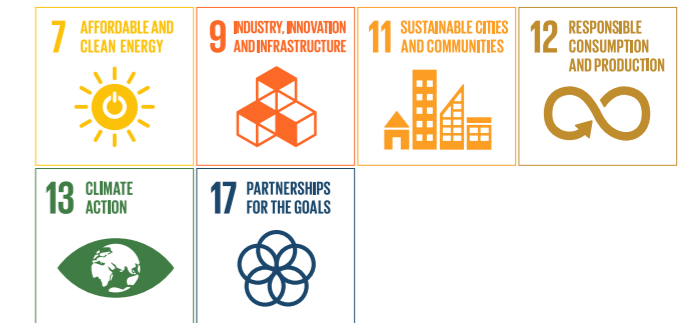 7 AFFORDABLE AND
CLEAN ENERGY
9 INDUSTRY, INNOVATION
AND INFRASTRUCTURE
11 SUSTAINABLE CITIES
AND COMMUNITIES
12 RESPONSIBLE
CONSUMPTION
AND PRODUCTION
13 CLIMATE
ACTION
17 PARTNERSHIPS
FOR THE GOALS